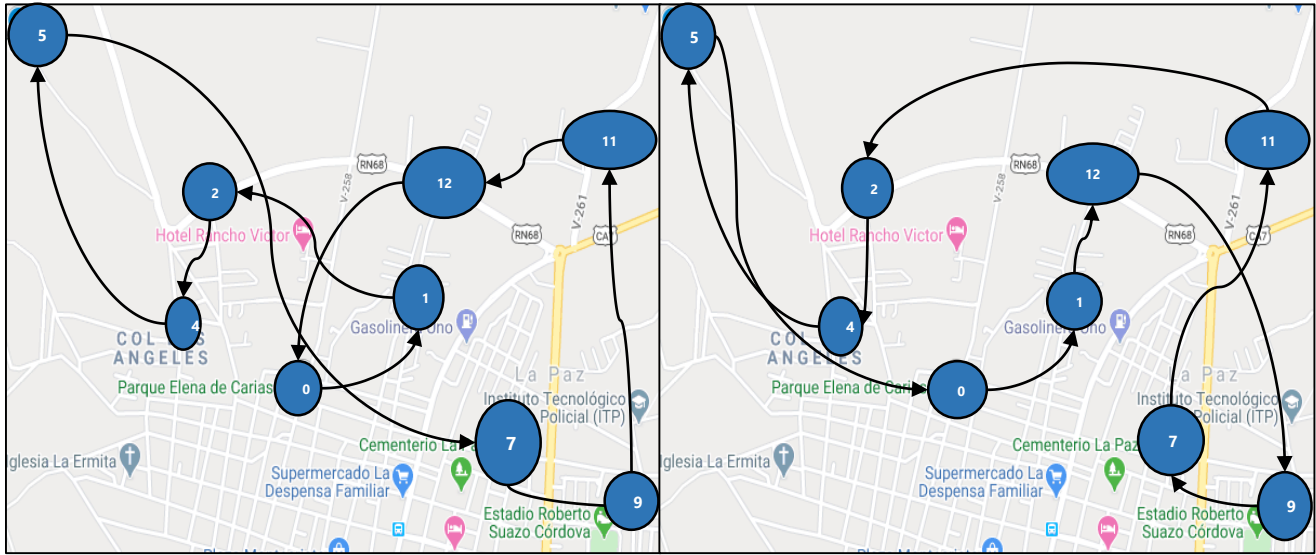 5
11
RN68
12
2
V-258
V-261
Hotel Rancho Victor
RN68
CA7
1
4
Gasolinera Uno
COL
S
ANGELES
La Paz
Parque Elena de Carias
0
Instituto Tecnológico
Policial (ITP)
7
Cementerio La Pa
Iglesia La Ermita
Supermercado La
Despensa Familiar
9
Estadio Roberto
Suazo Córdova
5
11
RN68
12
2
V-258
V-261
Hotel Rancho Victor
RN68
CA7
1
4
Gasolinera Uno
COL
S
ANGELES
La Paz
Parque Elena de Carias
0
Instituto Tecnológico
Policial (ITP)
7
Cementerio La Paz
Iglesia La Ermita
Supermercado La
Despensa Familiar
9
Estadio Roberto
Suazo Córdova